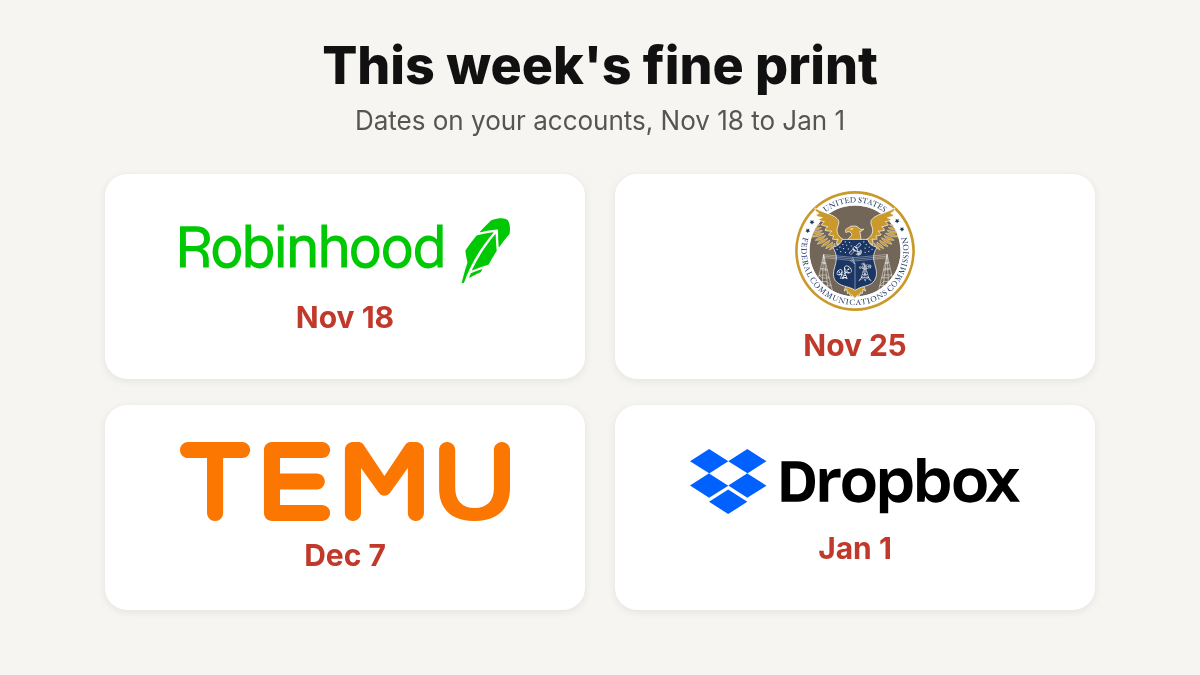 This week's fine print
Dates on your accounts, Nov 18 to Jan 1
Robinhood
Nov 18
UNITED STATES
FEDERAL COMMUNICATIONS COMMISSION
Nov 25
TEMU
Dec 7
Dropbox
Jan 1